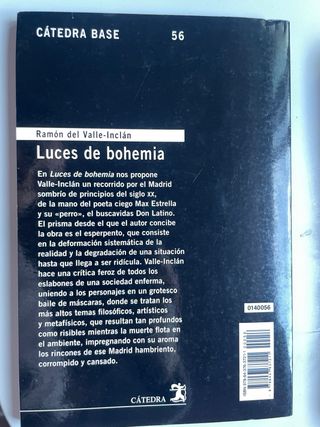 CÁTEDRA BASE 56
Ramón del Valle-Inclán
Luces de bohemia
En Luces de bohemia nos propone
Valle-Inclán un recorrido por el Madrid
sombrío de principios del siglo XX,
de la mano del poeta ciego Max Estrella
y su «perro», el buscavidas Don Latino.
El prisma desde el que el autor concibe
la obra es el esperpento, que consiste
en la deformación sistemática de la
realidad y la degradación de una situación
hasta que llega a ser ridícula. Valle-Inclán
hace una crítica feroz de todos los
eslabones de una sociedad enferma,
uniendo a los personajes en un grotesco
baile de máscaras, donde se tratan los
más altos temas filosóficos, artísticos
y metafísicos, que resultan tan profundos
como risibles mientras la muerte flota en
el ambiente, impregnando con su aroma
los rincones de ese Madrid hambriento,
corrompido y cansado.
0140056
CÁTEDRA